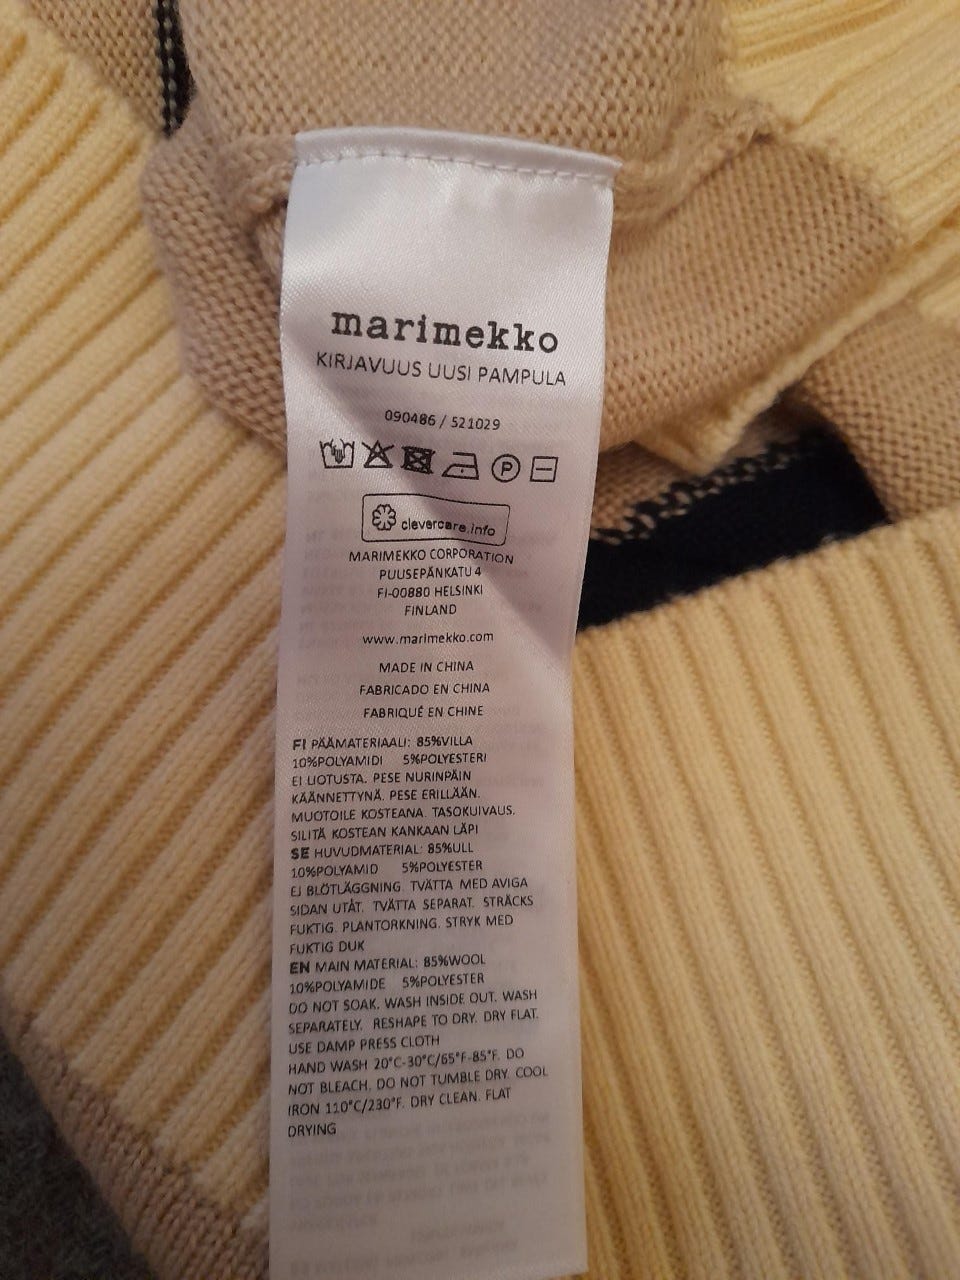 marimekko
KIRJAVUUS UUSI PAMPULA
090486 / 521029
P
clevercare.info
MARIMEKKO CORPORATION
PUUSEPÄNKATU 4
FI-00880 HELSINKI
FINLAND
www.marimekko.com
MADE IN CHINA
FABRICADO EN CHINA
FABRIQUÉ EN CHINE
FI PÄÄMATERIAALI: 85%VILLA
10%POLYAMIDI 5%POLYESTERI
EI LIOTUSTA. PESE NURINPÄIN
KÄÄNNETTYNÄ. PESE ERILLÄÄN.
MUOTOILE KOSTEANA. TASOKUIVAUS.
SILITÄ KOSTEAN KANKAAN LÄPI
SE HUVUDMATERIAL: 85%ULL
10%POLYAMID 5%POLYESTER
EJ BLÖTLÄGGNING. TVÄTTA MED AVIGA
SIDAN UTÅT. TVÄTTA SEPARAT. STRÄCKS
FUKTIG. PLANTORKNING. STRYK MED
FUKTIG DUK
EN MAIN MATERIAL: 85%WOOL
10%POLYAMIDE 5%POLYESTER
DO NOT SOAK. WASH INSIDE OUT. WASH
SEPARATELY. RESHAPE TO DRY. DRY FLAT.
USE DAMP PRESS CLOTH
HAND WASH 20°C-30°C/65°F-85°F. DO
NOT BLEACH. DO NOT TUMBLE DRY. COOL
IRON 110°C/230°F. DRY CLEAN. FLAT
DRYING